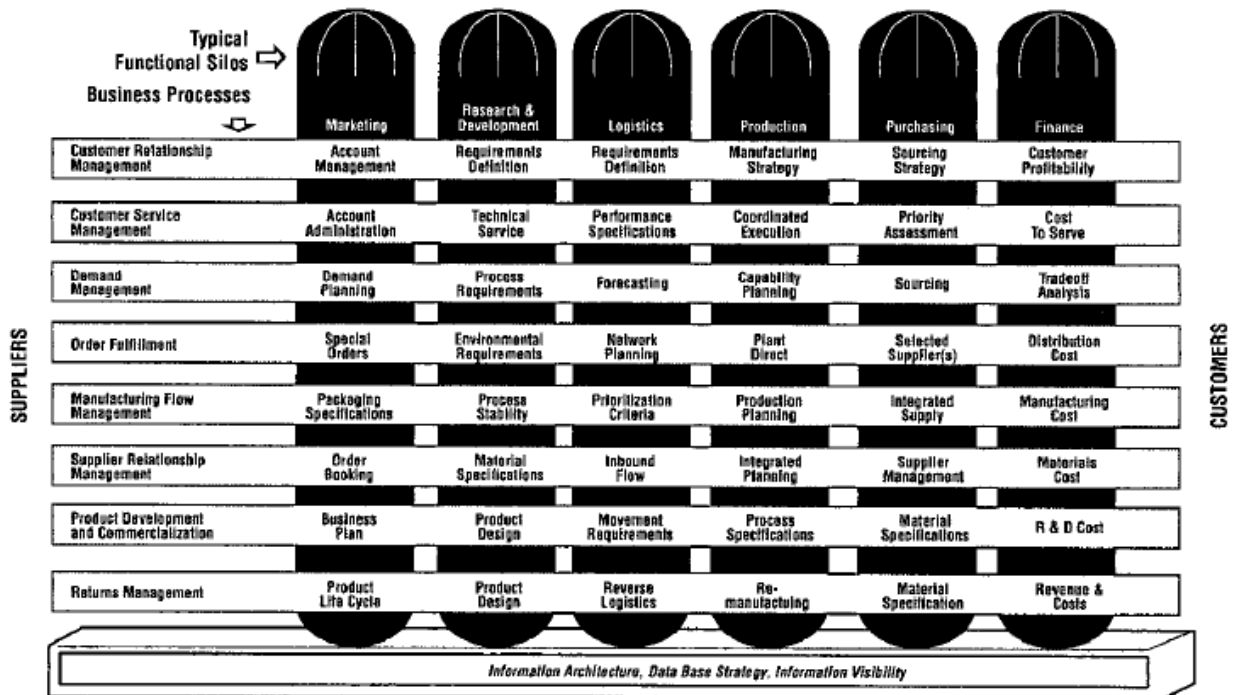 Typical
Functional Silos
Business Processes
Marketing
Research &
Development
Logistics
Production
Purchasing
Finance
Customer Relationship
Management
Account
Management
Requirements
Definition
Requirements
Definition
Manufacturing
Strategy
Sourcing
Strategy
Customer
Profitability
Customer Service
Management
Account
Administration
Technical
Service
Performance
Specifications
Coordinated
Execution
Priority
Assessment
Cost
To Serve
Demand
Management
Demand
Planning
Process
Requirements
Forecasting
Capability
Planning
Sourcing
Tradeoff
Analysis
Order Fulfillment
Special
Orders
Environmental
Requirements
Network
Planning
Plant
Direct
Selected
Supplier(s)
Distribution
Cost
Manufacturing Flow
Management
Packaging
Specifications
Process
Stability
Prioritization
Criteria
Production
Planning
Integrated
Supply
Manufacturing
Cost
Supplier Relationship
Management
Order
Booking
Material
Specifications
Inbound
Flow
Integrated
Planning
Supplier
Management
Materials
Cost
Product Development
and Commercialization
Business
Plan
Product
Design
Movement
Requirements
Process
Specifications
Material
Specifications
R & D Cost
Returns Management
Product
Life Cycle
Product
Design
Reverse
Logistics
Re-
manufactuing
Material
Specification
Revenue &
Costs
SUPPLIERS
CUSTOMERS
Information Architecture, Data Base Strategy, Information Visibility